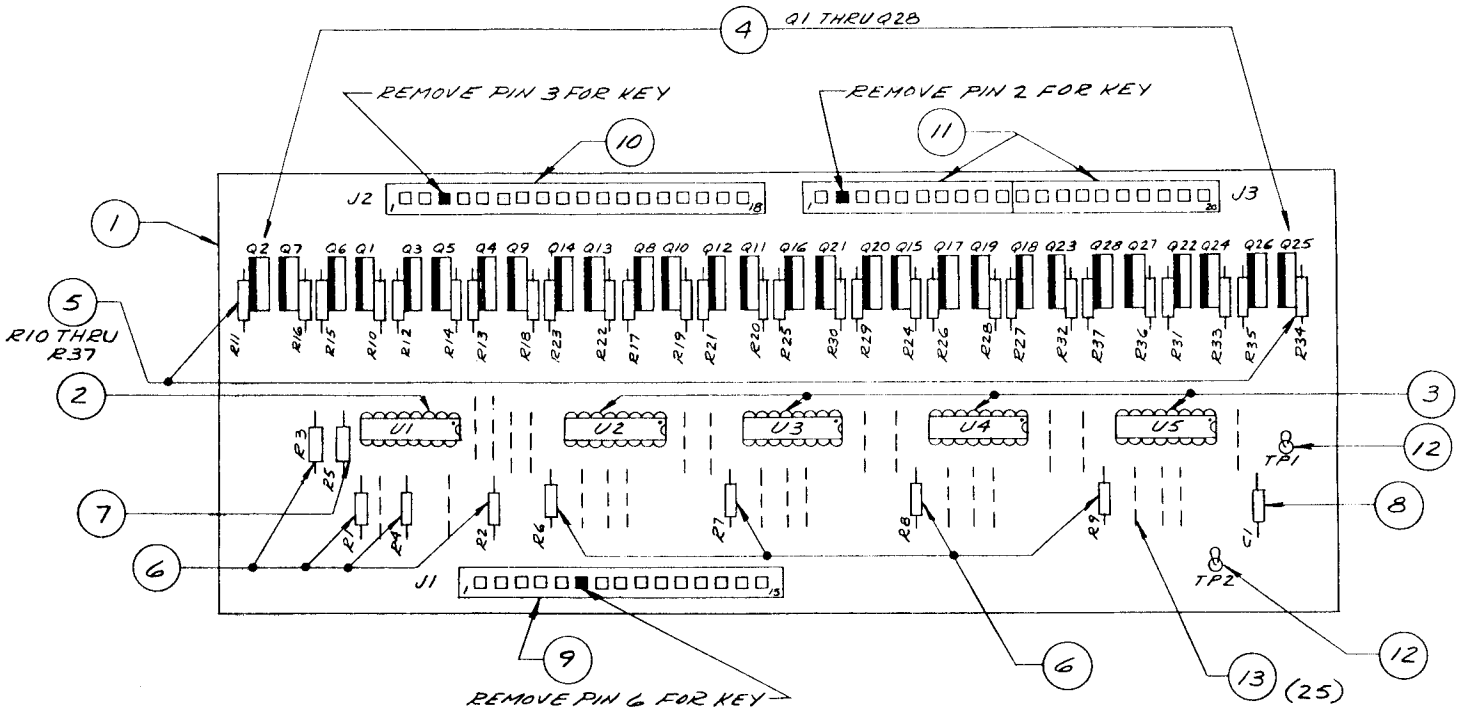 4 Q1 THRU Q28
REMOVE PIN 3 FOR KEY
REMOVE PIN 2 FOR KEY
10
11
J2 1 18
1 20 J3
1
Q2 Q7 Q6 Q1 Q3 Q5 Q4 Q9 Q14 Q13 Q8 Q10 Q12 Q11 Q16 Q21 Q20 Q15 Q17 Q19 Q18 Q23 Q28 Q27 Q22 Q24 Q26 Q25
5
R10 THRU
R37
R11 R16 R15 R10 R12 R14 R13 R18 R23 R22 R17 R19 R21 R20 R25 R30 R29 R24 R26 R28 R27 R32 R37 R36 R31 R33 R35 R34
2
3
U1 U2 U3 U4 U5
R3 R5
TP1
12
7
8
R1 R4 R2 R6 R7 R8 R9 C1
6
J1 1 15
TP2
12
9
6
13 (25)
REMOVE PIN 6 FOR KEY